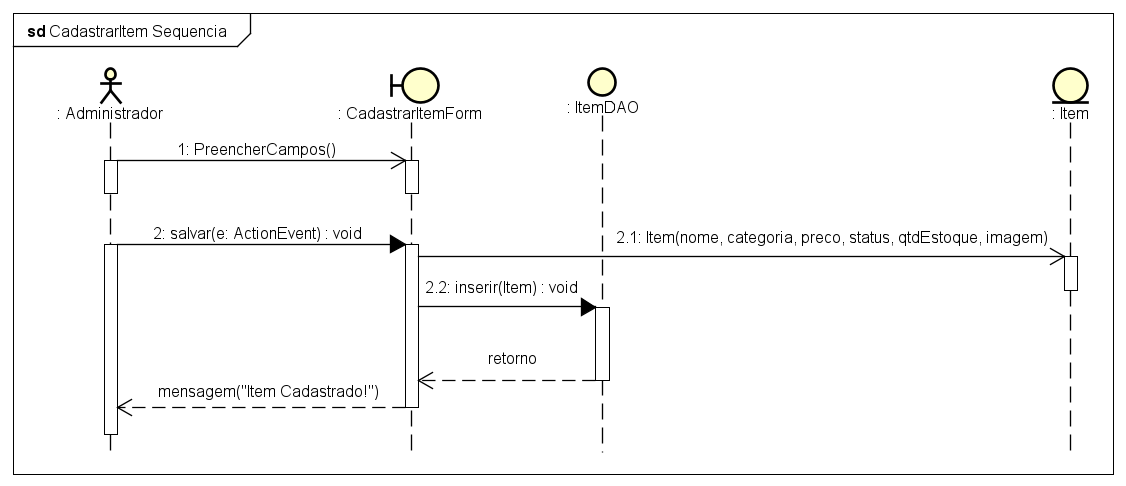 sd CadastrarItem Sequencia
: Administrador
: CadastrarItemForm
: ItemDAO
: Item
1: PreencherCampos()
2: salvar(e: ActionEvent) : void
2.1: Item(nome, categoria, preco, status, qtdEstoque, imagem)
2.2: inserir(Item) : void
retorno
mensagem("Item Cadastrado!")